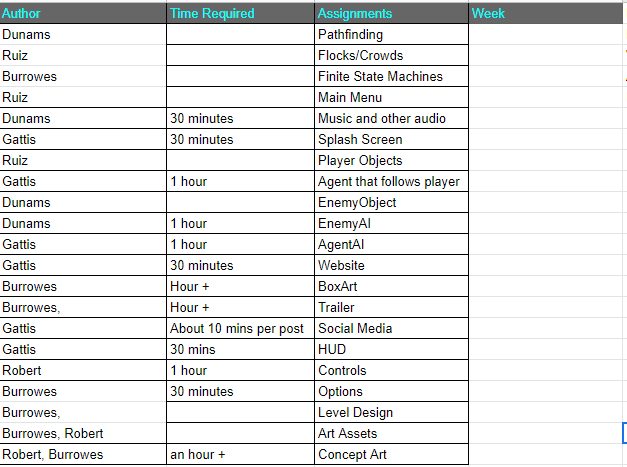 Author Time Required Assignments Week
Dunams Pathfinding
Ruiz Flocks/Crowds
Burrowes Finite State Machines
Ruiz Main Menu
Dunams 30 minutes Music and other audio
Gattis 30 minutes Splash Screen
Ruiz Player Objects
Gattis 1 hour Agent that follows player
Dunams EnemyObject
Dunams 1 hour EnemyAI
Gattis 1 hour AgentAI
Gattis 30 minutes Website
Burrowes Hour + BoxArt
Burrowes, Hour + Trailer
Gattis About 10 mins per post Social Media
Gattis 30 mins HUD
Robert 1 hour Controls
Burrowes 30 minutes Options
Burrowes, Level Design
Burrowes, Robert Art Assets
Robert, Burrowes an hour + Concept Art